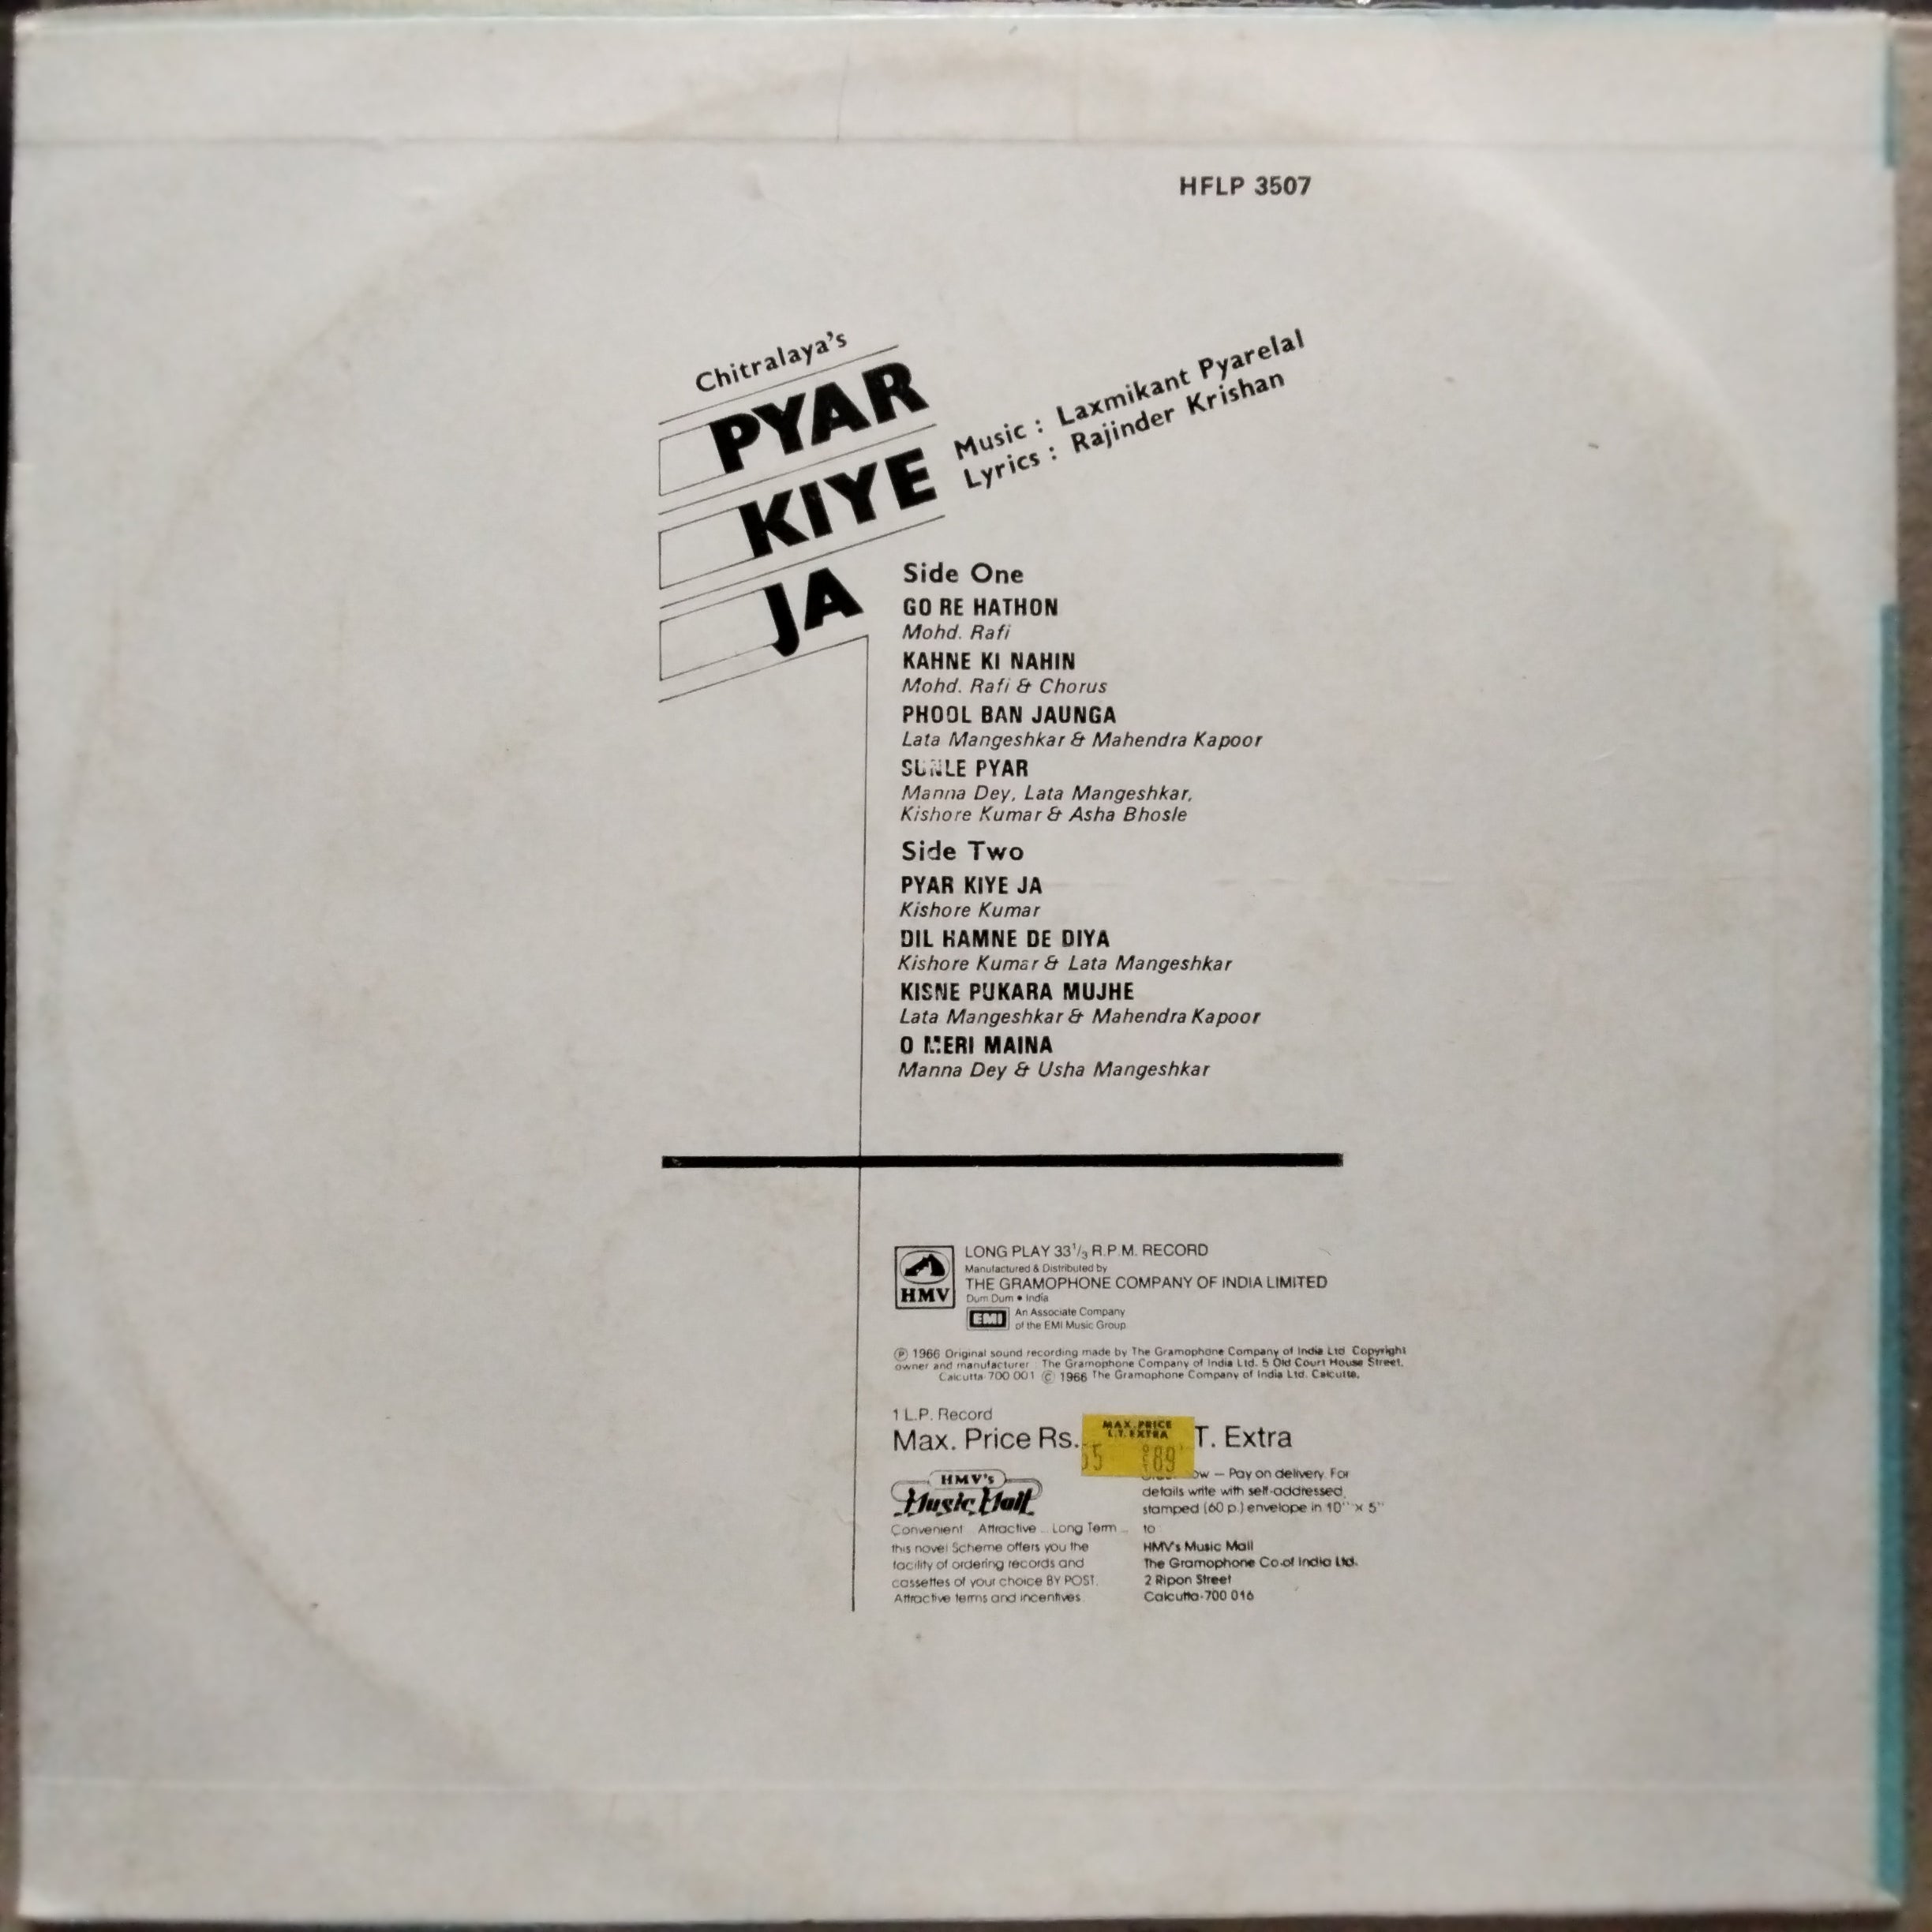 HFLP 3507
Chitralaya's
PYAR
KIYE
JA
Music : Laxmikant Pyarelal
Lyrics : Rajinder Krishan
Side One
GO RE HATHON
Mohd. Rafi
KAHNE KI NAHIN
Mohd. Rafi & Chorus
PHOOL BAN JAUNGA
Lata Mangeshkar & Mahendra Kapoor
SUNLE PYAR
Manna Dey, Lata Mangeshkar,
Kishore Kumar & Asha Bhosle
Side Two
PYAR KIYE JA
Kishore Kumar
DIL HAMNE DE DIYA
Kishore Kumar & Lata Mangeshkar
KISNE PUKARA MUJHE
Lata Mangeshkar & Mahendra Kapoor
O MERI MAINA
Manna Dey & Usha Mangeshkar
HMV
LONG PLAY 33 1/3 R.P.M. RECORD
Manufactured & Distributed by
THE GRAMOPHONE COMPANY OF INDIA LIMITED
Dum Dum • India
EMI
An Associate Company
of the EMI Music Group
Ⓟ 1966 Original sound recording made by The Gramophone Company of India Ltd. Copyright
owner and manufacturer : The Gramophone Company of India Ltd. 5 Old Court House Street,
Calcutta-700 001 © 1966 The Gramophone Company of India Ltd. Calcutta.
1 L.P. Record
Max. Price Rs. T. Extra
MAX. PRICE
L.T. EXTRA
HMV's
Music Mall
Convenient ... Attractive ... Long Term ...
this novel Scheme offers you the
facility of ordering records and
cassettes of your choice BY POST.
Attractive terms and incentives.
— Pay on delivery. For
details write with self-addressed,
stamped (60 p.) envelope in 10'' x 5''
to :
HMV's Music Mall
The Gramophone Co.of India Ltd.
2 Ripon Street
Calcutta-700 016